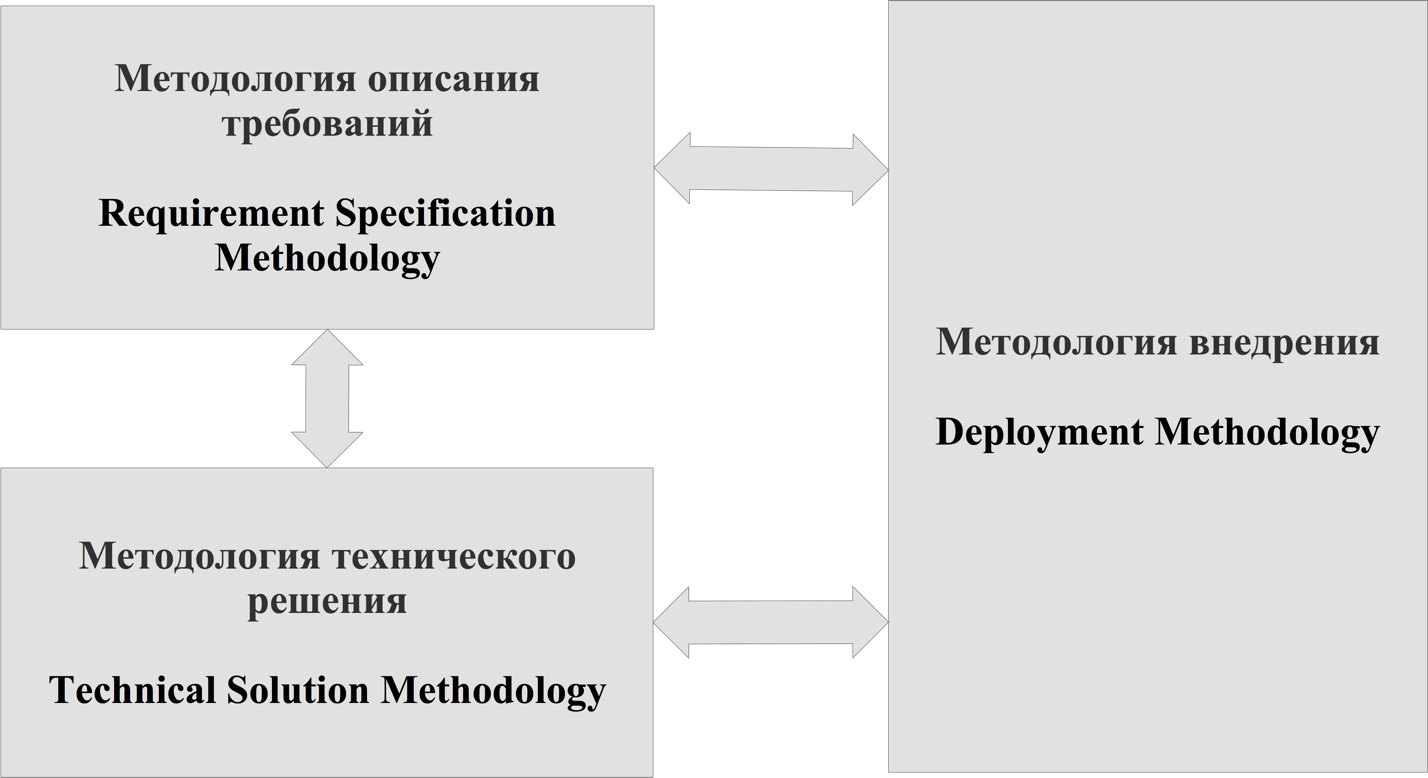 Методология описания
требований
Requirement Specification
Methodology
Методология технического
решения
Technical Solution Methodology
Методология внедрения
Deployment Methodology